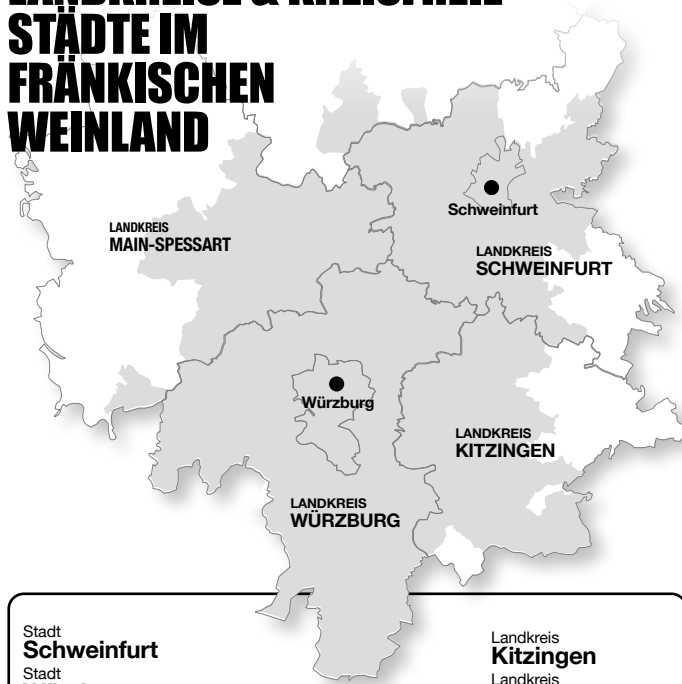 STÄDTE IM
FRÄNKISCHEN
WEINLAND
Schweinfurt
LANDKREIS
MAIN-SPESSART
LANDKREIS
SCHWEINFURT
Würzburg
LANDKREIS
KITZINGEN
LANDKREIS
WÜRZBURG
Stadt
Schweinfurt
Stadt
Landkreis
Kitzingen
Landkreis